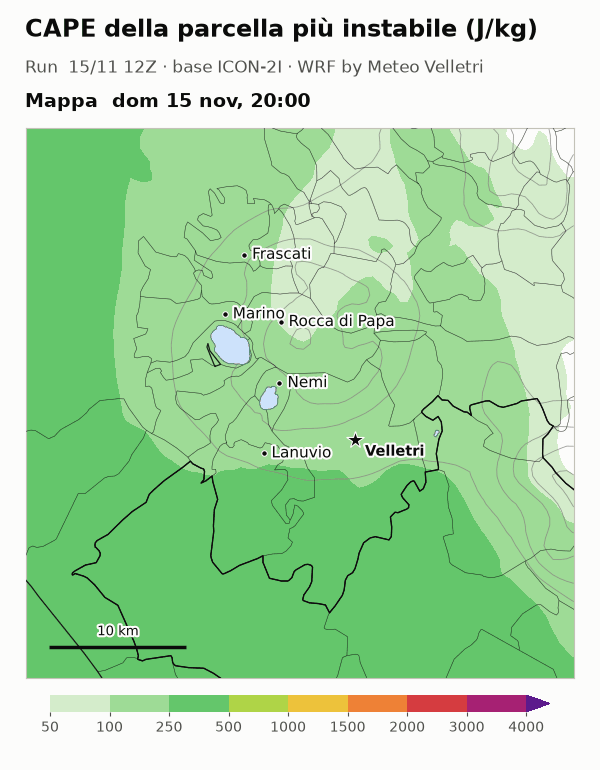 CAPE della parcella più instabile (J/kg)
Run  15/11 12Z · base ICON-2I · WRF by Meteo Velletri
Mappa  dom 15 nov, 20:00
Frascati
Marino
Rocca di Papa
Nemi
Velletri
Lanuvio
10 km
50 100 250 500 1000 1500 2000 3000 4000